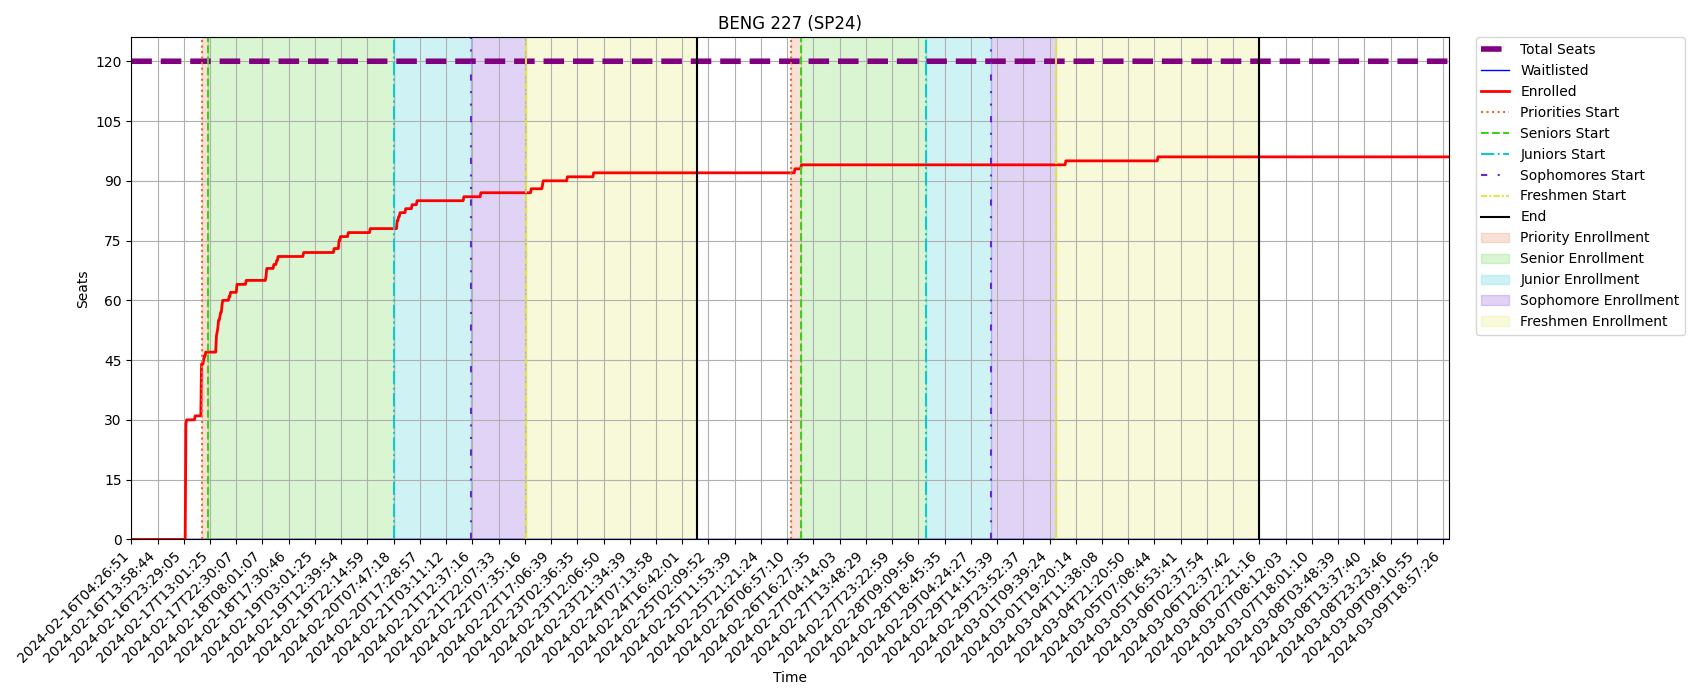 BENG 227 (SP24)
Total Seats
Waitlisted
Enrolled
Priorities Start
Seniors Start
Juniors Start
Sophomores Start
Freshmen Start
End
Priority Enrollment
Senior Enrollment
Junior Enrollment
Sophomore Enrollment
Freshmen Enrollment
Seats
120
105
90
75
60
45
30
15
0
2024-02-16T04:26:51
2024-02-16T13:58:44
2024-02-16T23:29:05
2024-02-17T13:01:25
2024-02-17T22:30:07
2024-02-18T08:01:07
2024-02-18T17:30:46
2024-02-19T03:01:25
2024-02-19T12:39:54
2024-02-19T22:14:59
2024-02-20T07:47:18
2024-02-20T17:28:57
2024-02-21T03:11:12
2024-02-21T12:37:16
2024-02-21T22:07:33
2024-02-22T07:35:16
2024-02-22T17:06:39
2024-02-23T02:36:35
2024-02-23T12:06:50
2024-02-23T21:34:39
2024-02-24T07:13:58
2024-02-24T16:42:01
2024-02-25T02:09:52
2024-02-25T11:53:39
2024-02-25T21:21:24
2024-02-26T06:57:10
2024-02-26T16:27:35
2024-02-27T04:14:03
2024-02-27T13:48:29
2024-02-27T23:22:59
2024-02-28T09:09:56
2024-02-28T18:45:35
2024-02-29T04:24:27
2024-02-29T14:15:39
2024-02-29T23:52:37
2024-03-01T09:39:24
2024-03-01T19:20:14
2024-03-04T11:38:08
2024-03-04T21:20:50
2024-03-05T07:08:44
2024-03-05T16:53:41
2024-03-06T02:37:54
2024-03-06T12:37:42
2024-03-06T22:21:16
2024-03-07T08:12:03
2024-03-07T18:01:10
2024-03-08T03:48:39
2024-03-08T13:37:40
2024-03-08T23:23:46
2024-03-09T09:10:55
2024-03-09T18:57:26
Time